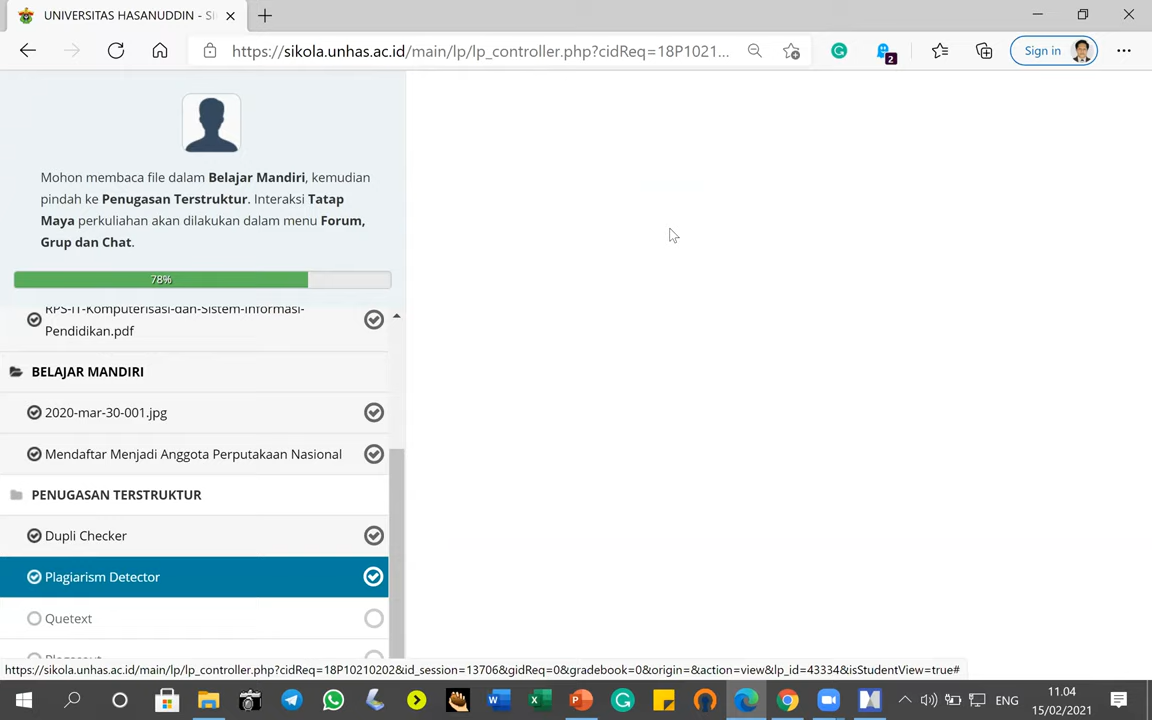 UNIVERSITAS HASANUDDIN - SI
https://sikola.unhas.ac.id/main/lp/lp_controller.php?cidReq=18P1021...
2
Sign in
Mohon membaca file dalam Belajar Mandiri, kemudian
pindah ke Penugasan Terstruktur. Interaksi Tatap
Maya perkuliahan akan dilakukan dalam menu Forum,
Grup dan Chat.
78%
RPS-IT-Komputerisasi-dan-Sistem-Informasi-
Pendidikan.pdf
BELAJAR MANDIRI
2020-mar-30-001.jpg
Mendaftar Menjadi Anggota Perputakaan Nasional
PENUGASAN TERSTRUKTUR
Dupli Checker
Plagiarism Detector
Quetext
https://sikola.unhas.ac.id/main/lp/lp_controller.php?cidReq=18P10210202&id_session=13706&gidReq=0&gradebook=0&origin=&action=view&lp_id=43334&isStudentView=true#
ENG
11.04
15/02/2021